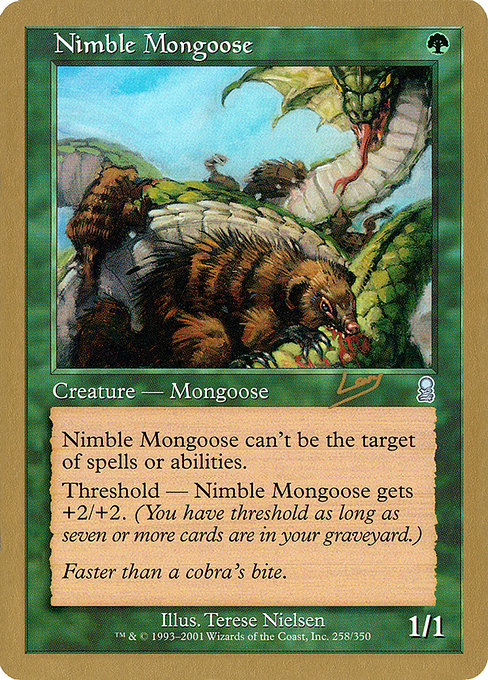 Nimble Mongoose
Creature — Mongoose
Nimble Mongoose can't be the target
of spells or abilities.
Threshold — Nimble Mongoose gets
+2/+2. (You have threshold as long as
seven or more cards are in your graveyard.)
Faster than a cobra's bite.
Illus. Terese Nielsen
™ & © 1993–2001 Wizards of the Coast, Inc. 258/350
1/1